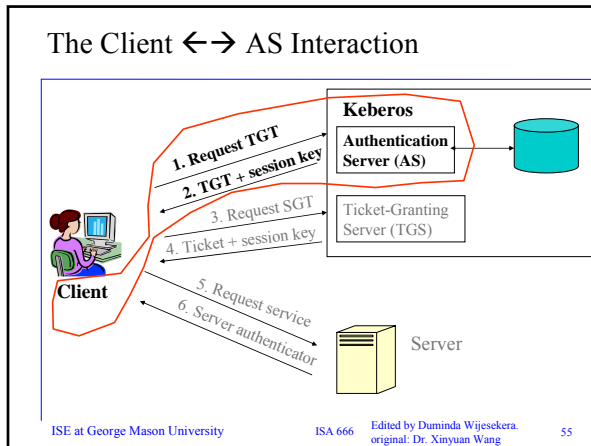 The Client ←→ AS Interaction
Keberos
1. Request TGT
2. TGT + session key
Authentication
Server (AS)
3. Request SGT
4. Ticket + session key
Ticket-Granting
Server (TGS)
Client
5. Request service
6. Server authenticator
Server
ISE at George Mason University
ISA 666
Edited by Duminda Wijesekera.
original: Dr. Xinyuan Wang
55